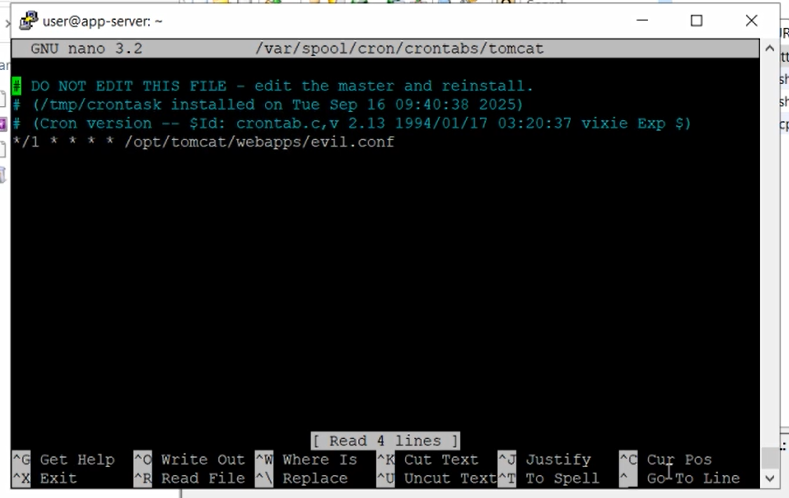 user@app-server: ~
GNU nano 3.2 /var/spool/cron/crontabs/tomcat
# DO NOT EDIT THIS FILE - edit the master and reinstall.
# (/tmp/crontask installed on Tue Sep 16 09:40:38 2025)
# (Cron version -- $Id: crontab.c,v 2.13 1994/01/17 03:20:37 vixie Exp $)
*/1 * * * * /opt/tomcat/webapps/evil.conf
[ Read 4 lines ]
^G Get Help ^O Write Out ^W Where Is ^K Cut Text ^J Justify ^C Cur Pos
^X Exit ^R Read File ^\ Replace ^U Uncut Text ^T To Spell ^_ Go To Line